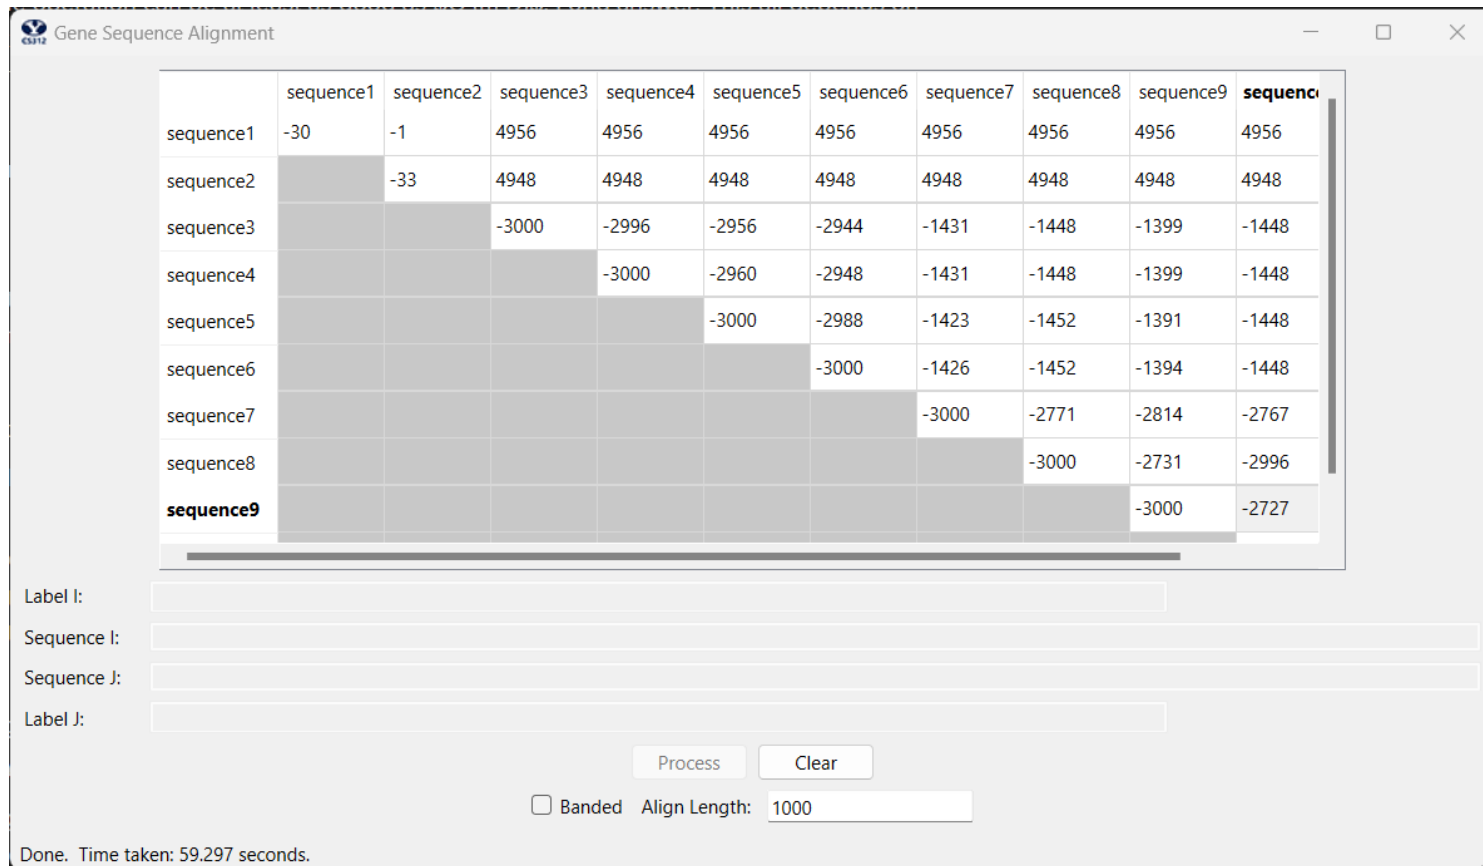 Gene Sequence Alignment
sequence1 sequence2 sequence3 sequence4 sequence5 sequence6 sequence7 sequence8 sequence9 sequenc
sequence1 -30 -1 4956 4956 4956 4956 4956 4956 4956 4956
sequence2 -33 4948 4948 4948 4948 4948 4948 4948 4948
sequence3 -3000 -2996 -2956 -2944 -1431 -1448 -1399 -1448
sequence4 -3000 -2960 -2948 -1431 -1448 -1399 -1448
sequence5 -3000 -2988 -1423 -1452 -1391 -1448
sequence6 -3000 -1426 -1452 -1394 -1448
sequence7 -3000 -2771 -2814 -2767
sequence8 -3000 -2731 -2996
sequence9 -3000 -2727
Label I:
Sequence I:
Sequence J:
Label J:
Process Clear
Banded Align Length: 1000
Done. Time taken: 59.297 seconds.